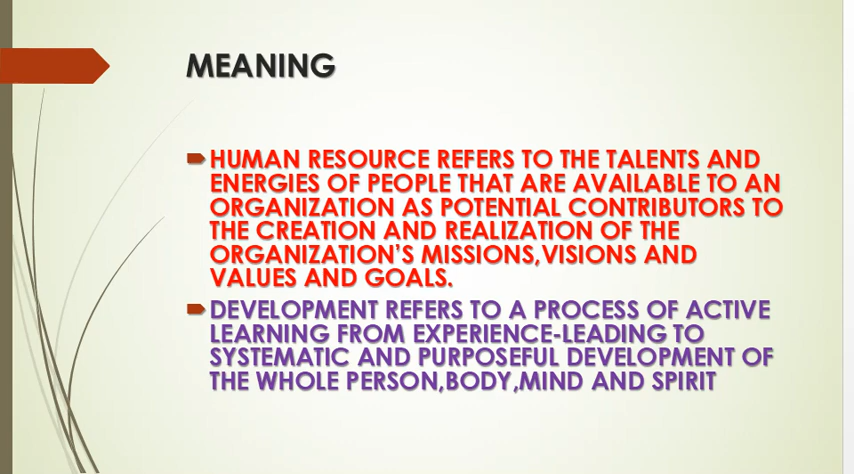 MEANING
HUMAN RESOURCE REFERS TO THE TALENTS AND
ENERGIES OF PEOPLE THAT ARE AVAILABLE TO AN
ORGANIZATION AS POTENTIAL CONTRIBUTORS TO
THE CREATION AND REALIZATION OF THE
ORGANIZATION'S MISSIONS,VISIONS AND
VALUES AND GOALS.
DEVELOPMENT REFERS TO A PROCESS OF ACTIVE
LEARNING FROM EXPERIENCE-LEADING TO
SYSTEMATIC AND PURPOSEFUL DEVELOPMENT OF
THE WHOLE PERSON,BODY,MIND AND SPIRIT